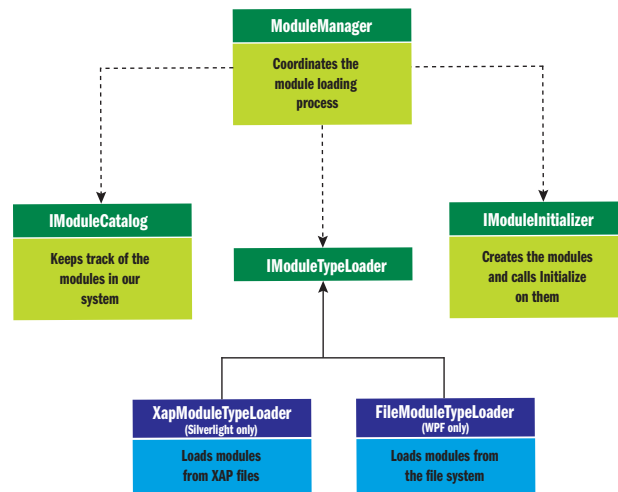 ModuleManager
Coordinates the
module loading
process
IModuleCatalog
Keeps track of the
modules in our
system
IModuleTypeLoader
IModuleInitializer
Creates the modules
and calls Initialize
on them
XapModuleTypeLoader
(Silverlight only)
Loads modules
from XAP files
FileModuleTypeLoader
(WPF only)
Loads modules from
the file system